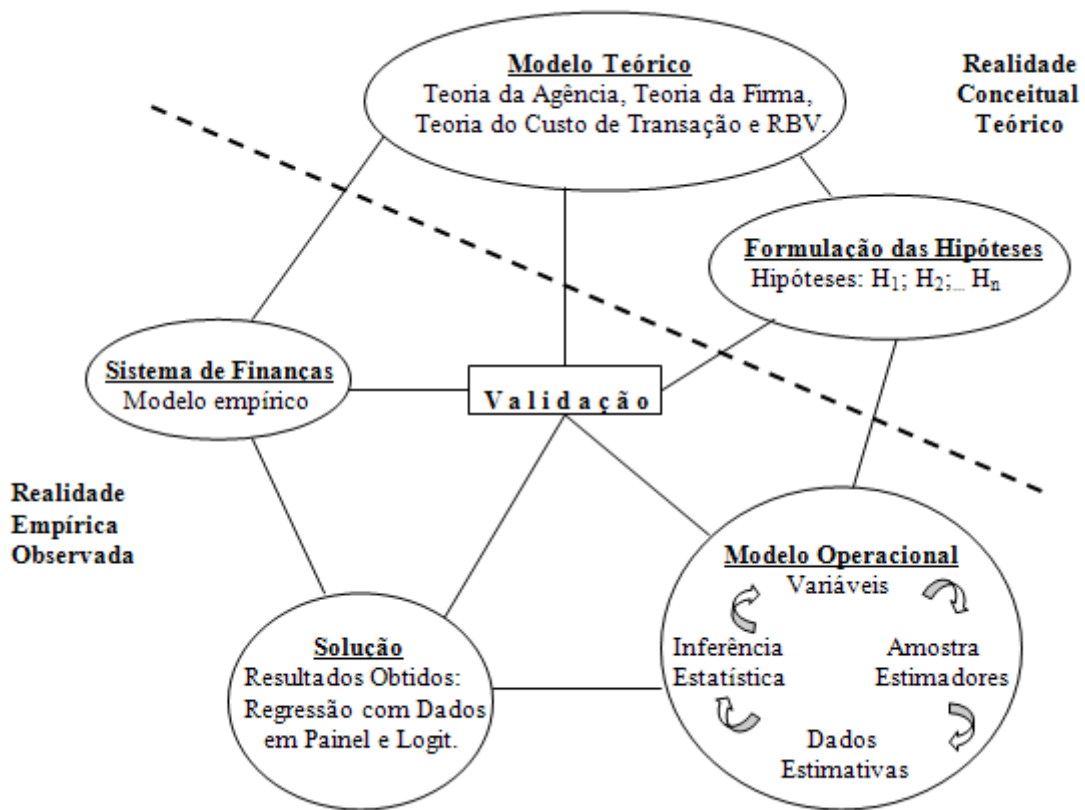 Modelo Teórico
Teoria da Agência, Teoria da Firma,
Teoria do Custo de Transação e RBV.
Realidade
Conceitual
Teórico
Formulação das Hipóteses
Hipóteses: H₁; H₂;... Hₙ
Sistema de Finanças
Modelo empírico
Validação
Realidade
Empírica
Observada
Modelo Operacional
Variáveis
Inferência
Estatística
Amostra
Estimadores
Dados
Estimativas
Solução
Resultados Obtidos:
Regressão com Dados
em Painel e Logit.